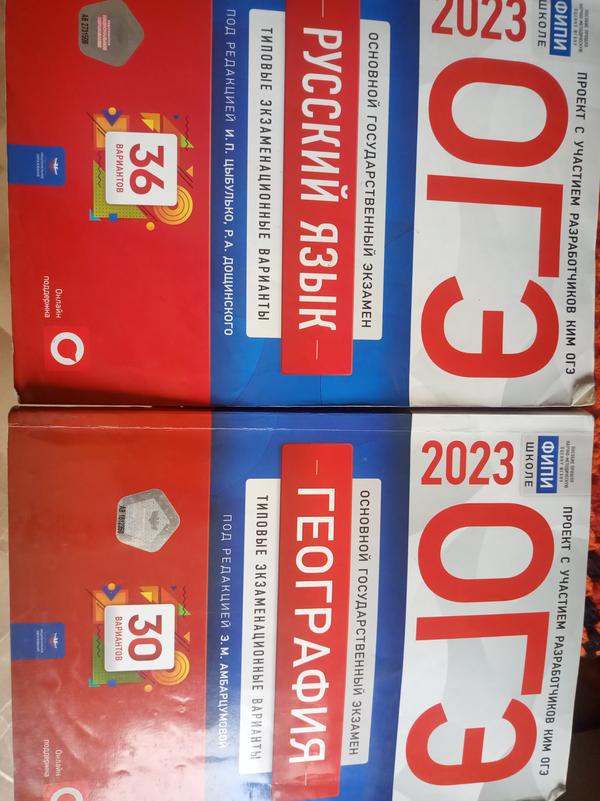 ПРОЕКТ С УЧАСТИЕМ РАЗРАБОТЧИКОВ КИМ ОГЭ
ФИПИ
ШКОЛЕ
2023
ОГЭ
ОСНОВНОЙ ГОСУДАРСТВЕННЫЙ ЭКЗАМЕН
РУССКИЙ ЯЗЫК
ТИПОВЫЕ ЭКЗАМЕНАЦИОННЫЕ ВАРИАНТЫ
ПОД РЕДАКЦИЕЙ И.П. ЦЫБУЛЬКО, Р.А. ДОЩИНСКОГО
36
ВАРИАНТОВ
Онлайн
поддержка
ПРОЕКТ С УЧАСТИЕМ РАЗРАБОТЧИКОВ КИМ ОГЭ
ФИПИ
ШКОЛЕ
2023
ОГЭ
ОСНОВНОЙ ГОСУДАРСТВЕННЫЙ ЭКЗАМЕН
ГЕОГРАФИЯ
ТИПОВЫЕ ЭКЗАМЕНАЦИОННЫЕ ВАРИАНТЫ
ПОД РЕДАКЦИЕЙ Э.М. АМБАРЦУМОВОЙ
30
ВАРИАНТОВ
Онлайн
поддержка